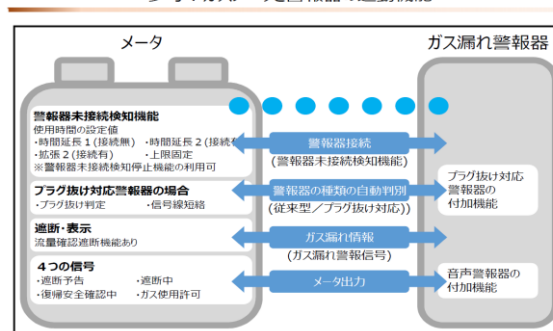 メータ
ガス漏れ警報器
警報器未接続検知機能
使用時間の設定値
・時間延長1(接続無) ・時間延長2(接続有
・拡張2(接続有) ・上限固定
※警報器未接続検知停止機能の利用可
プラグ抜け対応警報器の場合
・プラグ抜け判定 ・信号線短絡
遮断・表示
流量確認遮断機能あり
4つの信号
・遮断予告 ・遮断中
・復帰安全確認中 ・ガス使用許可
警報器接続
(警報器未接続検知機能)
警報器の種類の自動判別
(従来型/プラグ抜け対応))
ガス漏れ情報
(ガス漏れ警報信号)
メータ出力
プラグ抜け対応
警報器の
付加機能
音声警報器の
付加機能